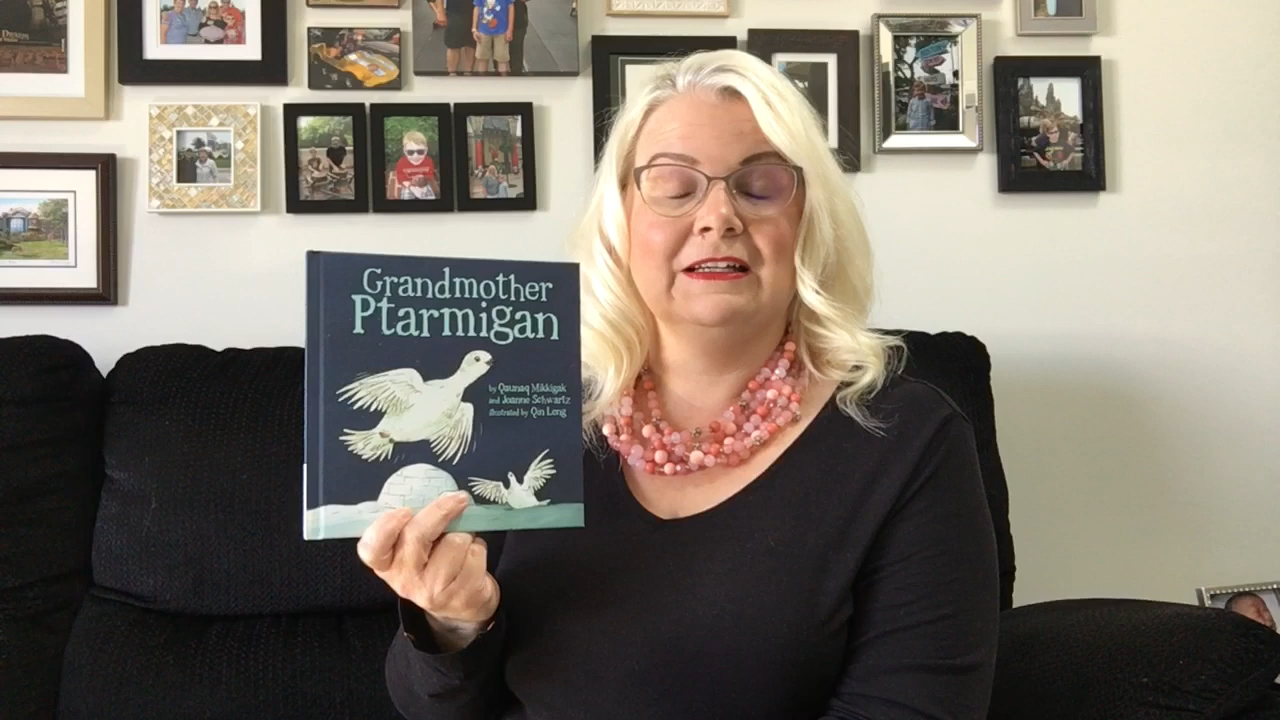 Grandmother
Ptarmigan
by Qaunaq Mikkigak
and Joanne Schwartz
illustrated by Qin Leng